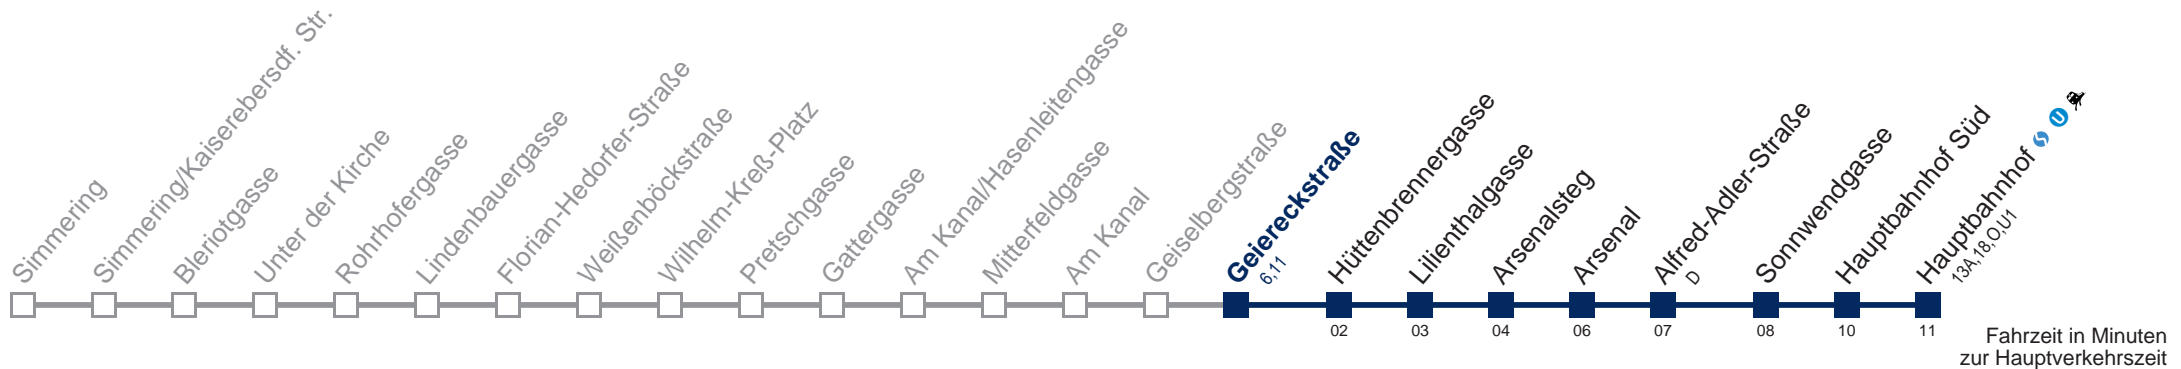 Simmering
Simmering/Kaiserebersdf. Str.
Bleriotgasse
Unter der Kirche
Rohrhofergasse
Lindenbauergasse
Florian-Hedorfer-Straße
Weißenböckstraße
Wilhelm-Kreß-Platz
Pretschgasse
Gattergasse
Am Kanal/Hasenleitengasse
Mitterfeldgasse
Am Kanal
Geiselbergstraße
Geiereckstraße
6,11
Hüttenbrennergasse
02
Lilienthalgasse
03
Arsenalsteg
04
Arsenal
06
Alfred-Adler-Straße
D
07
Sonnwendgasse
08
Hauptbahnhof Süd
10
Hauptbahnhof S U
13A,18,O,U1
11
Fahrzeit in Minuten
zur Hauptverkehrszeit